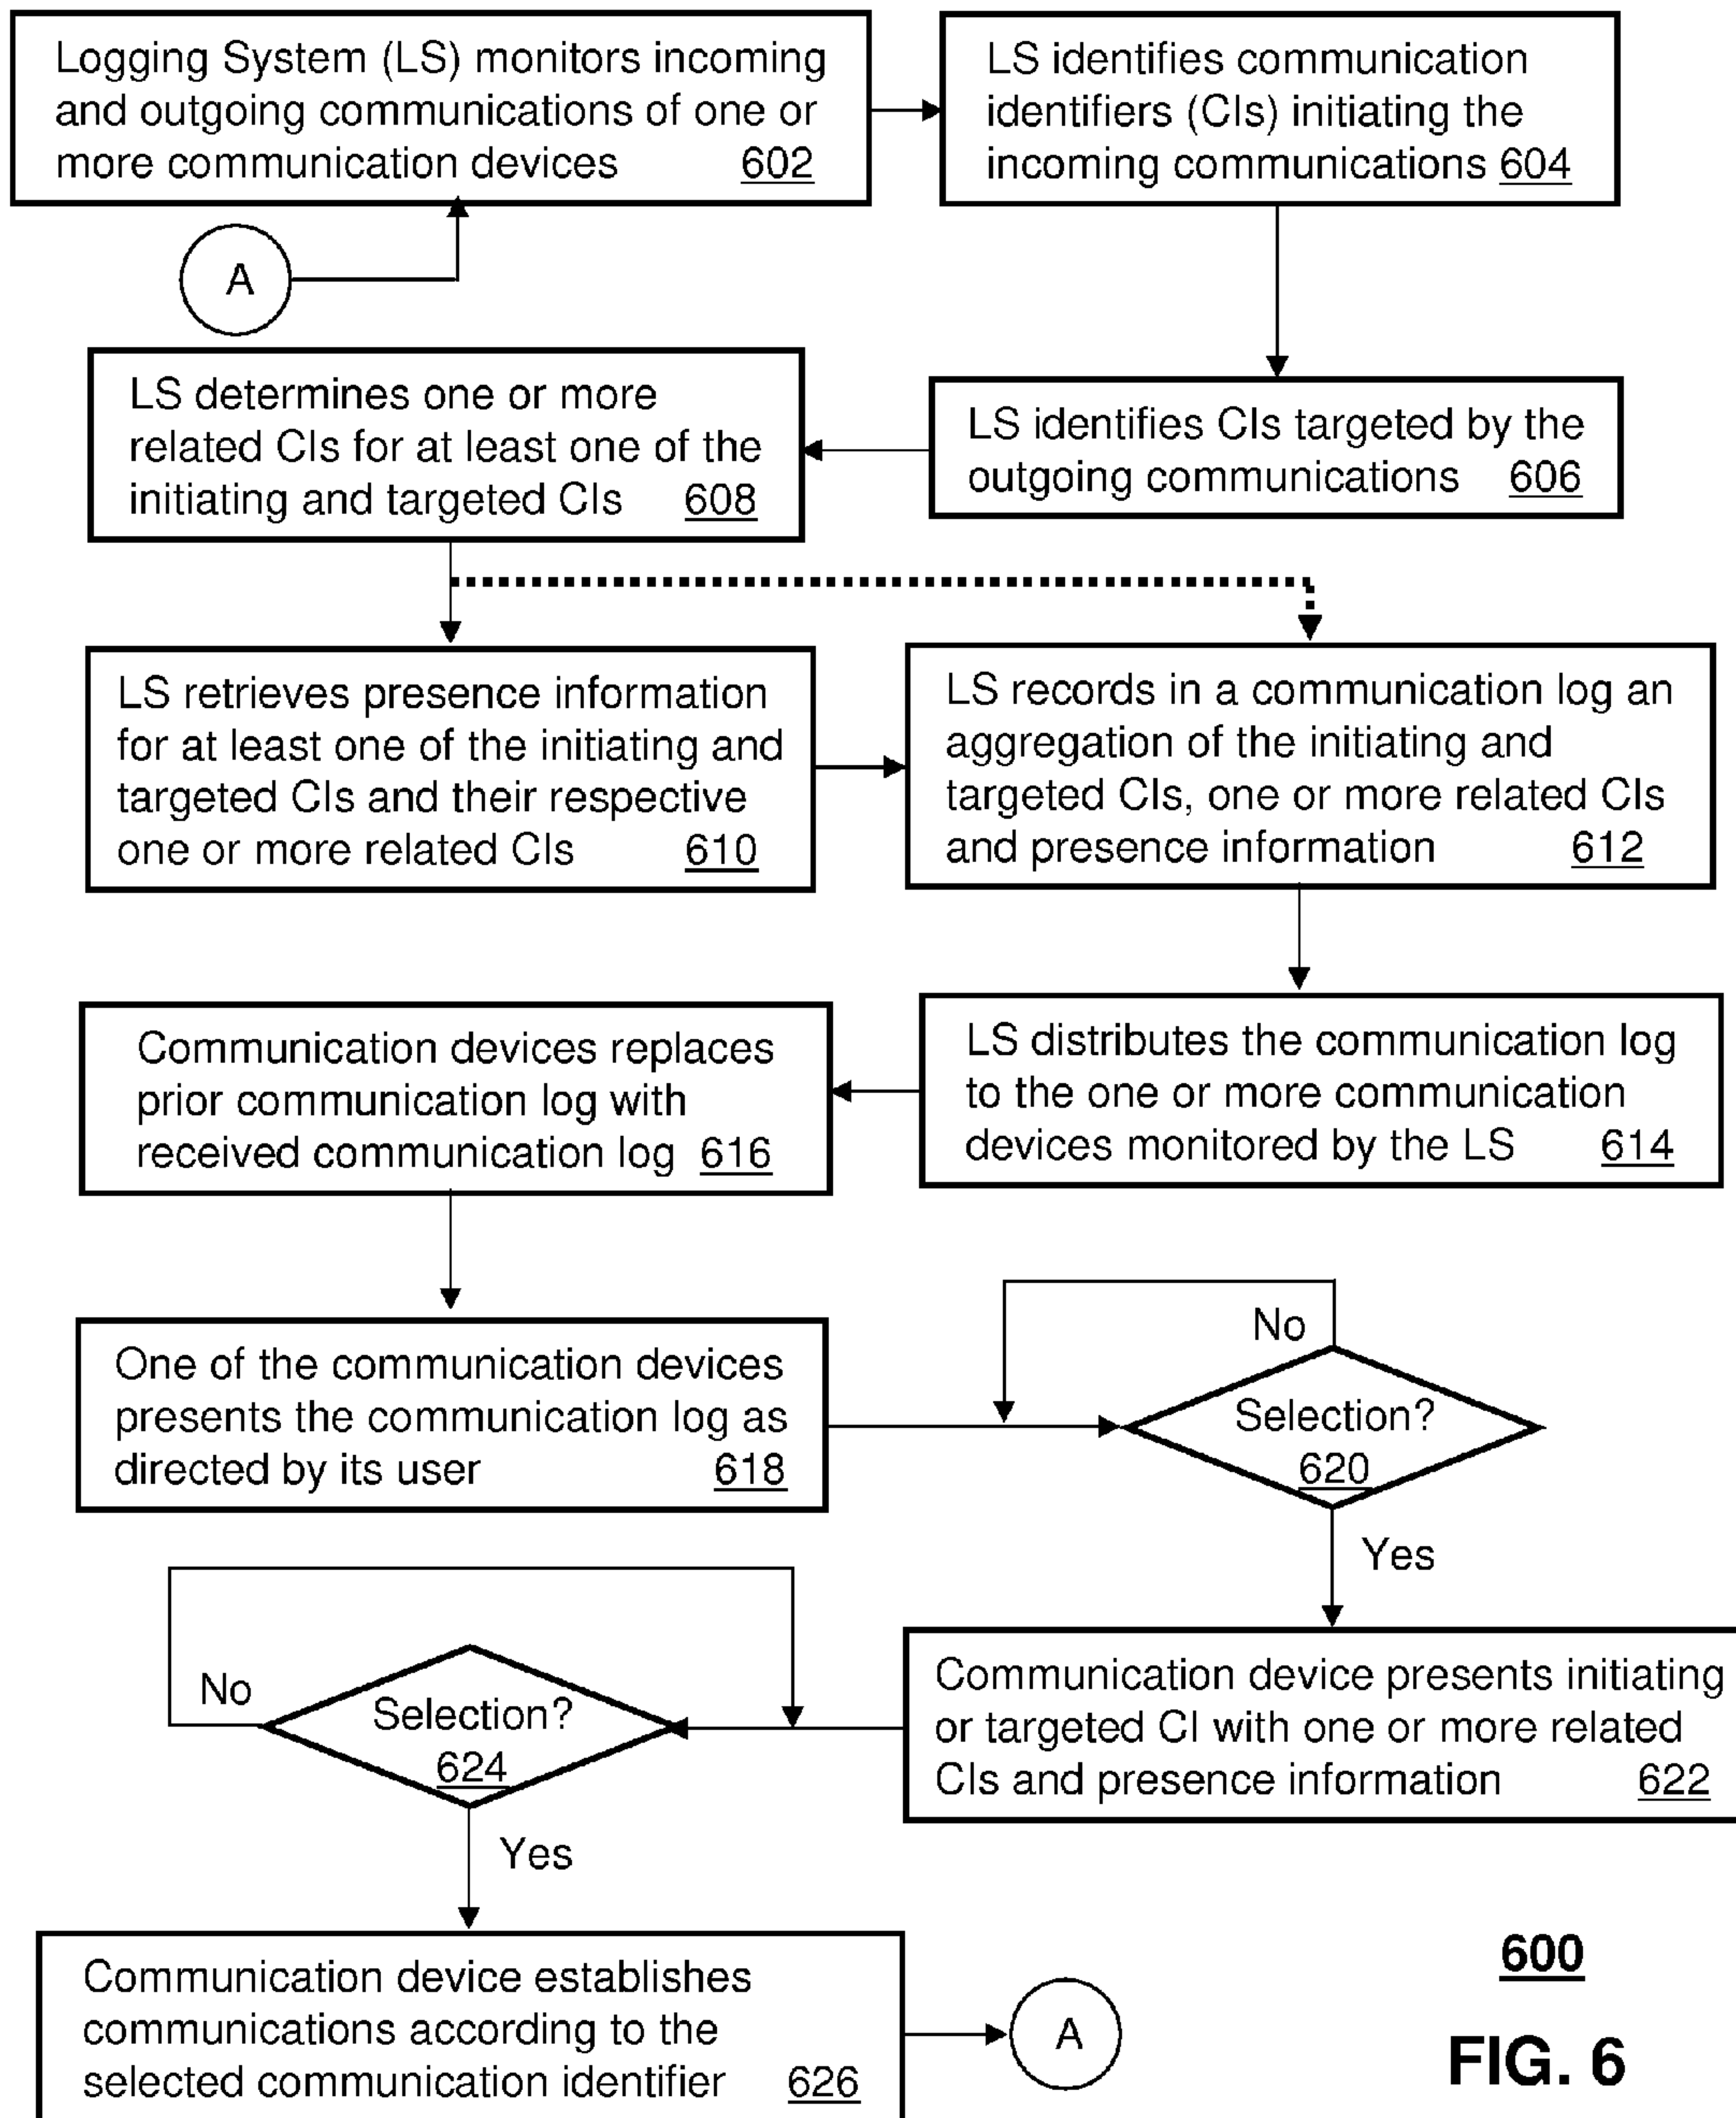 Logging System (LS) monitors incoming
and outgoing communications of one or
more communication devices 602
LS identifies communication
identifiers (CIs) initiating the
incoming communications 604
A
LS identifies CIs targeted by the
outgoing communications 606
LS determines one or more
related CIs for at least one of the
initiating and targeted CIs 608
LS retrieves presence information
for at least one of the initiating and
targeted CIs and their respective
one or more related CIs 610
LS records in a communication log an
aggregation of the initiating and
targeted CIs, one or more related CIs
and presence information 612
LS distributes the communication log
to the one or more communication
devices monitored by the LS 614
Communication devices replaces
prior communication log with
received communication log 616
One of the communication devices
presents the communication log as
directed by its user 618
No
Selection?
620
Yes
Communication device presents initiating
or targeted CI with one or more related
CIs and presence information 622
No
Selection?
624
Yes
Communication device establishes
communications according to the
selected communication identifier 626
A
600
FIG. 6